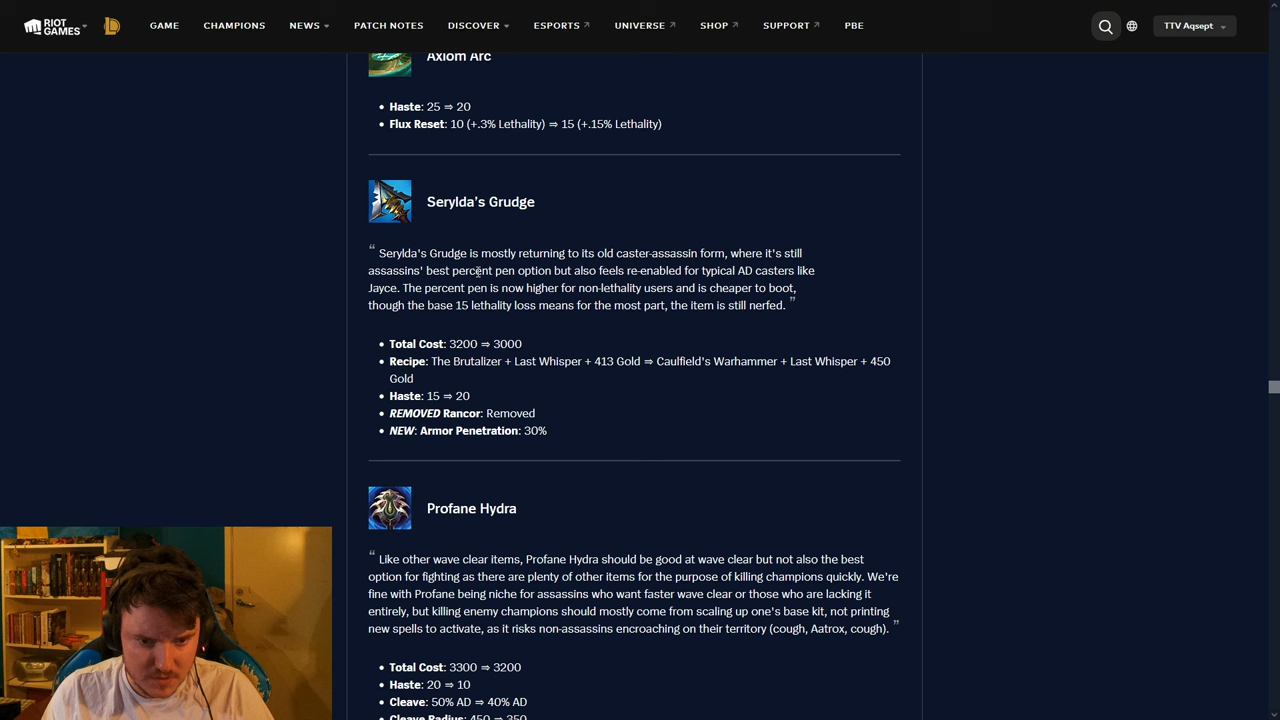 RIOT GAMES
GAME CHAMPIONS NEWS PATCH NOTES DISCOVER ESPORTS UNIVERSE SHOP SUPPORT PBE TTV Aqsept
Axiom Arc
• Haste: 25 ⇒ 20
• Flux Reset: 10 (+.3% Lethality) ⇒ 15 (+.15% Lethality)
Serylda's Grudge
" Serylda's Grudge is mostly returning to its old caster-assassin form, where it's still
assassins' best percent pen option but also feels re-enabled for typical AD casters like
Jayce. The percent pen is now higher for non-lethality users and is cheaper to boot,
though the base 15 lethality loss means for the most part, the item is still nerfed. "
• Total Cost: 3200 ⇒ 3000
• Recipe: The Brutalizer + Last Whisper + 413 Gold ⇒ Caulfield's Warhammer + Last Whisper + 450
Gold
• Haste: 15 ⇒ 20
• REMOVED Rancor: Removed
• NEW: Armor Penetration: 30%
Profane Hydra
" Like other wave clear items, Profane Hydra should be good at wave clear but not also the best
option for fighting as there are plenty of other items for the purpose of killing champions quickly. We're
fine with Profane being niche for assassins who want faster wave clear or those who are lacking it
entirely, but killing enemy champions should mostly come from scaling up one's base kit, not printing
new spells to activate, as it risks non-assassins encroaching on their territory (cough, Aatrox, cough). "
• Total Cost: 3300 ⇒ 3200
• Haste: 20 ⇒ 10
• Cleave: 50% AD ⇒ 40% AD
• Cleave Radius: 450 ⇒ 350